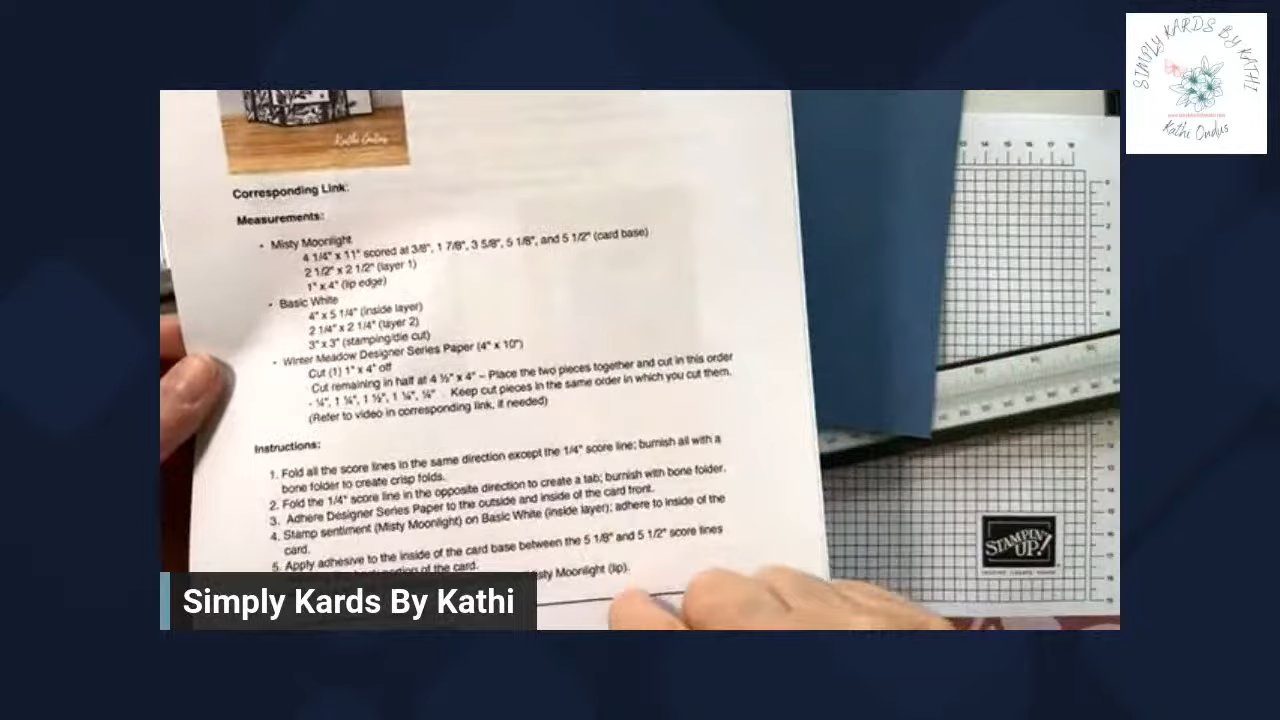 SIMPLY KARDS BY KATHI
Kathi Ondus
Kathi Ondus
Corresponding Link:
Measurements:
• Misty Moonlight
4 1/4" x 11" scored at 3/8", 1 7/8", 3 5/8", 5 1/8", and 5 1/2" (card base)
2 1/2" x 2 1/2" (layer 1)
1" x 4" (lip edge)
• Basic White
4" x 5 1/4" (inside layer)
2 1/4" x 2 1/4" (layer 2)
3" x 3" (stamping/die cut)
• Winter Meadow Designer Series Paper (4" x 10")
Cut (1) 1" x 4" off
Cut remaining in half at 4 ½" x 4" – Place the two pieces together and cut in this order
- ¼", 1 ¼", 1 ½", 1 ¼", ¼" . Keep cut pieces in the same order in which you cut them.
(Refer to video in corresponding link, if needed)
Instructions:
1. Fold all the score lines in the same direction except the 1/4" score line; burnish all with a
bone folder to create crisp folds.
2. Fold the 1/4" score line in the opposite direction to create a tab; burnish with bone folder.
3. Adhere Designer Series Paper to the outside and inside of the card front.
4. Stamp sentiment (Misty Moonlight) on Basic White (inside layer); adhere to inside of the
card.
5. Apply adhesive to the inside of the card base between the 5 1/8" and 5 1/2" score lines
portion of the card.
isty Moonlight (lip).
Simply Kards By Kathi
13 14 15 16 17 18
STAMPIN' UP!